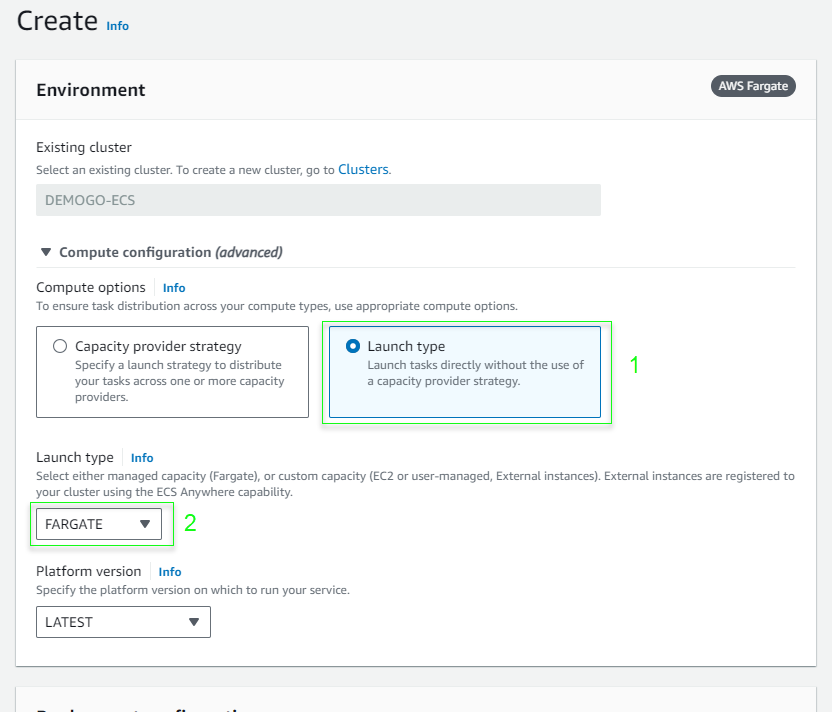 Create Info
Environment
AWS Fargate
Existing cluster
Select an existing cluster. To create a new cluster, go to Clusters.
DEMOGO-ECS
Compute configuration (advanced)
Compute options Info
To ensure task distribution across your compute types, use appropriate compute options.
Capacity provider strategy
Specify a launch strategy to distribute
your tasks across one or more capacity
providers.
Launch type
Launch tasks directly without the use of
a capacity provider strategy.
1
Launch type Info
Select either managed capacity (Fargate), or custom capacity (EC2 or user-managed, External instances). External instances are registered to
your cluster using the ECS Anywhere capability.
FARGATE
2
Platform version Info
Specify the platform version on which to run your service.
LATEST